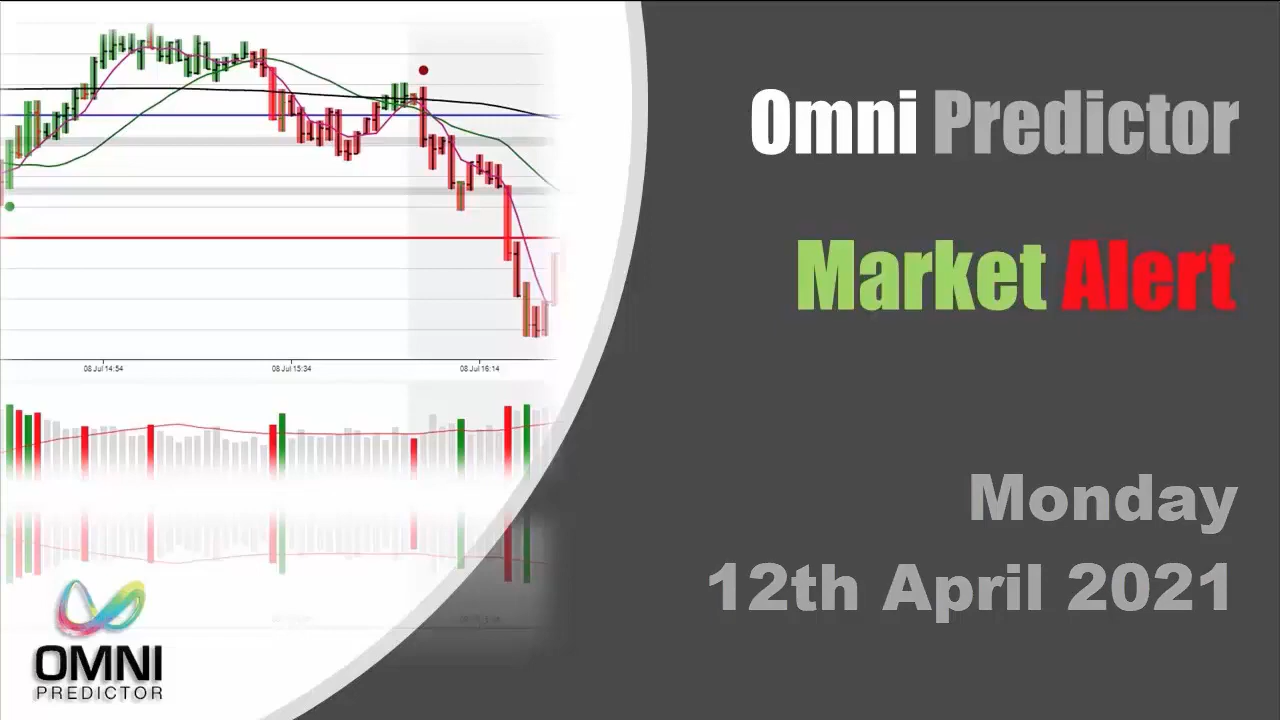 Omni Predictor
Market Alert
08 Jul 14:54
08 Jul 15:34
08 Jul 16:14
Monday
12th April 2021
OMNI
PREDICTOR